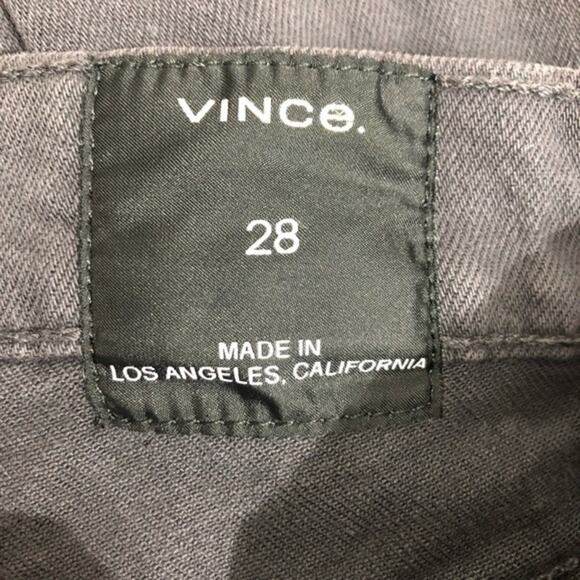 VINCE.
28
MADE IN
LOS ANGELES, CALIFORNIA